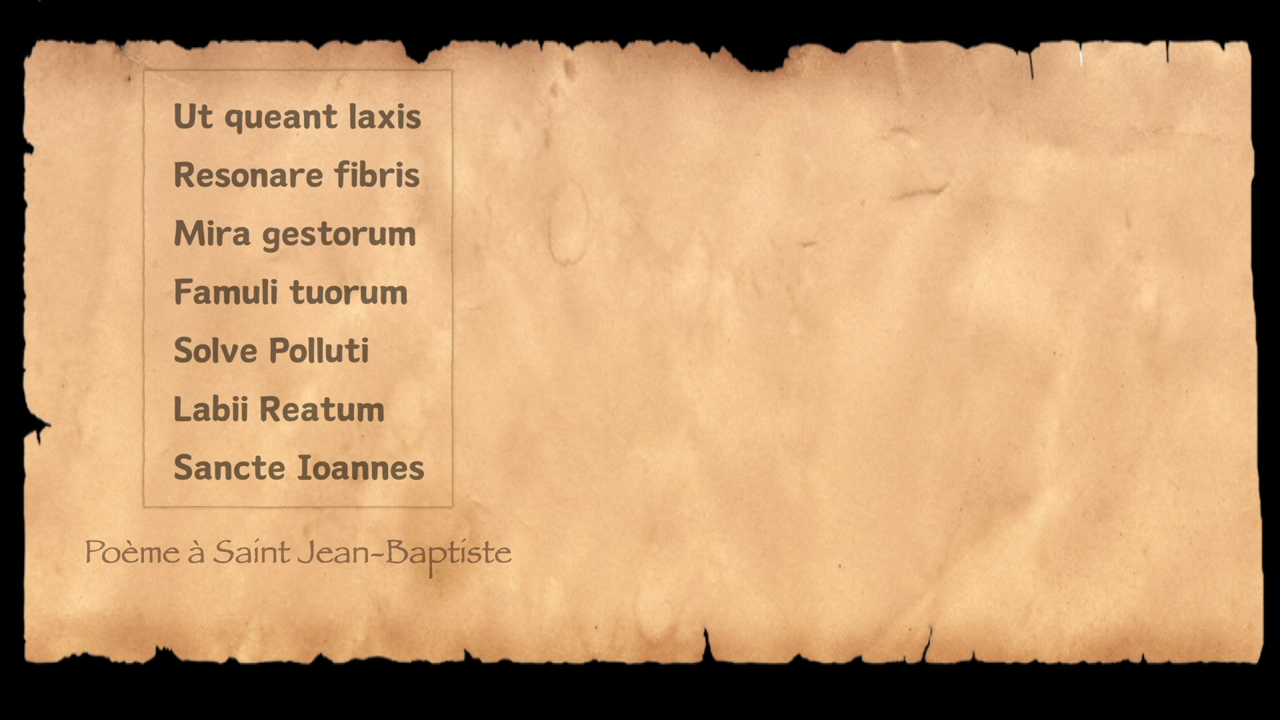 Ut queant laxis
Resonare fibris
Mira gestorum
Famuli tuorum
Solve Polluti
Labii Reatum
Sancte Ioannes
Poème à Saint Jean-Baptiste